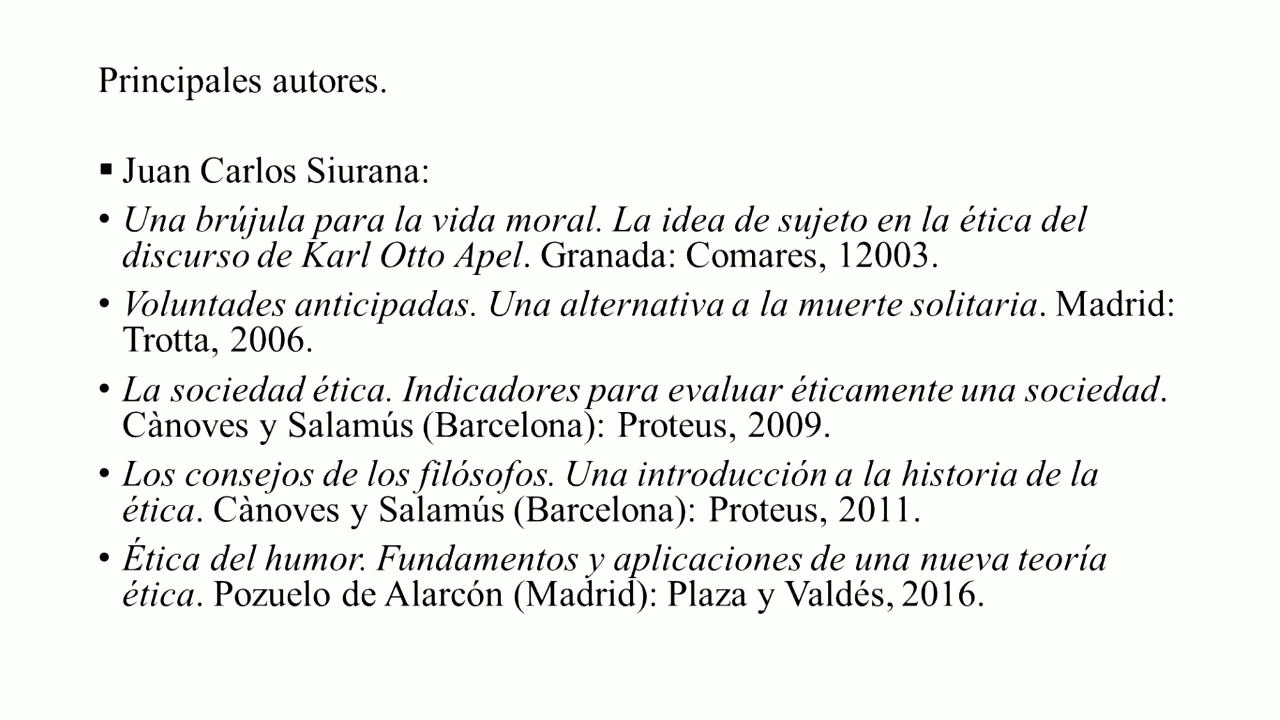 Principales autores.
▪ Juan Carlos Siurana:
• Una brújula para la vida moral. La idea de sujeto en la ética del
discurso de Karl Otto Apel. Granada: Comares, 12003.
• Voluntades anticipadas. Una alternativa a la muerte solitaria. Madrid:
Trotta, 2006.
• La sociedad ética. Indicadores para evaluar éticamente una sociedad.
Cànoves y Salamús (Barcelona): Proteus, 2009.
• Los consejos de los filósofos. Una introducción a la historia de la
ética. Cànoves y Salamús (Barcelona): Proteus, 2011.
• Ética del humor. Fundamentos y aplicaciones de una nueva teoría
ética. Pozuelo de Alarcón (Madrid): Plaza y Valdés, 2016.